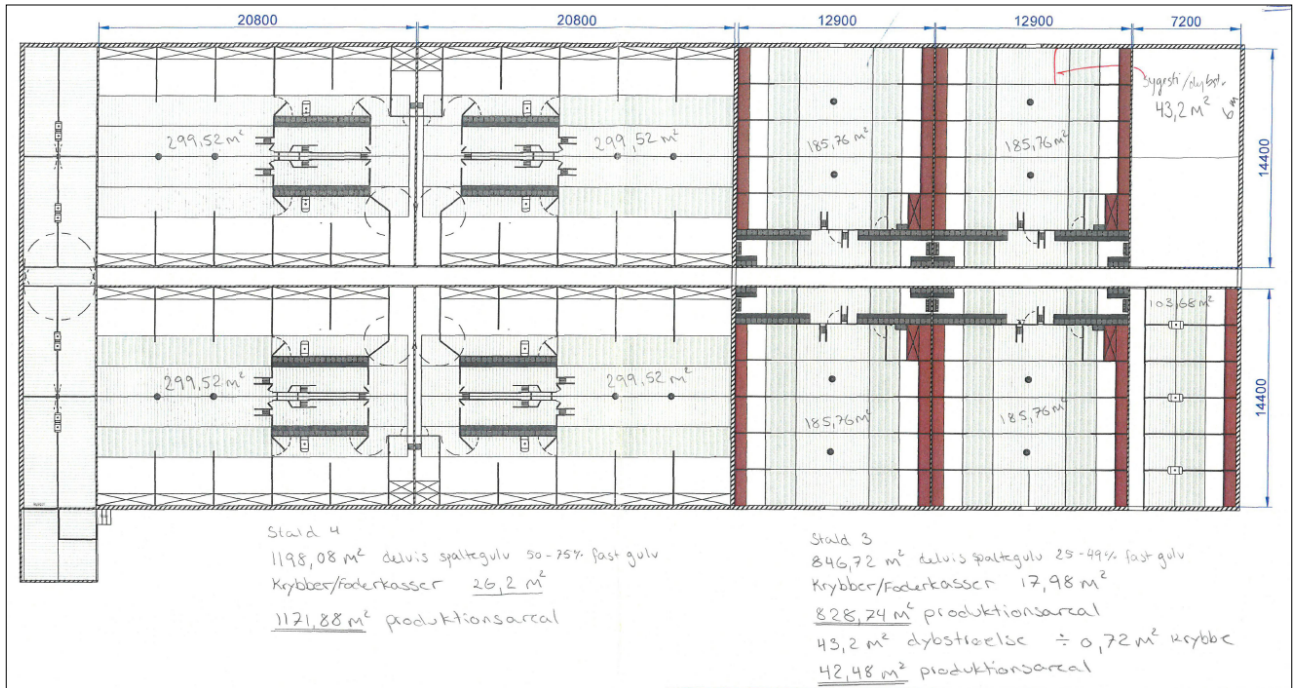 20800
20800
12900
12900
7200
sygesti/dybst.
43,2 m²
6 m
299,52 m²
299,52 m²
185,76 m²
185,76 m²
14400
103,68 m²
299,52 m²
299,52 m²
185,76 m²
185,76 m²
14400
Stald 4
1198,08 m² delvis spaltegulv 50-75% fast gulv
Krybber/Foderkasser 26,2 m²
1171,88 m² produktionsareal
Stald 3
846,72 m² delvis spaltegulv 25-49% fast gulv
Krybber/Foderkasser 17,98 m²
828,74 m² produktionsareal
43,2 m² dybstrøelse ÷ 0,72 m² krybbe
42,48 m² produktionsareal